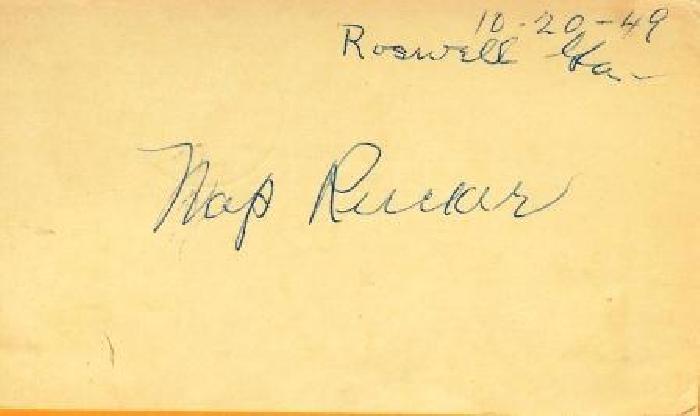 10-20-49
Roswell Ga-
Nap Rucker